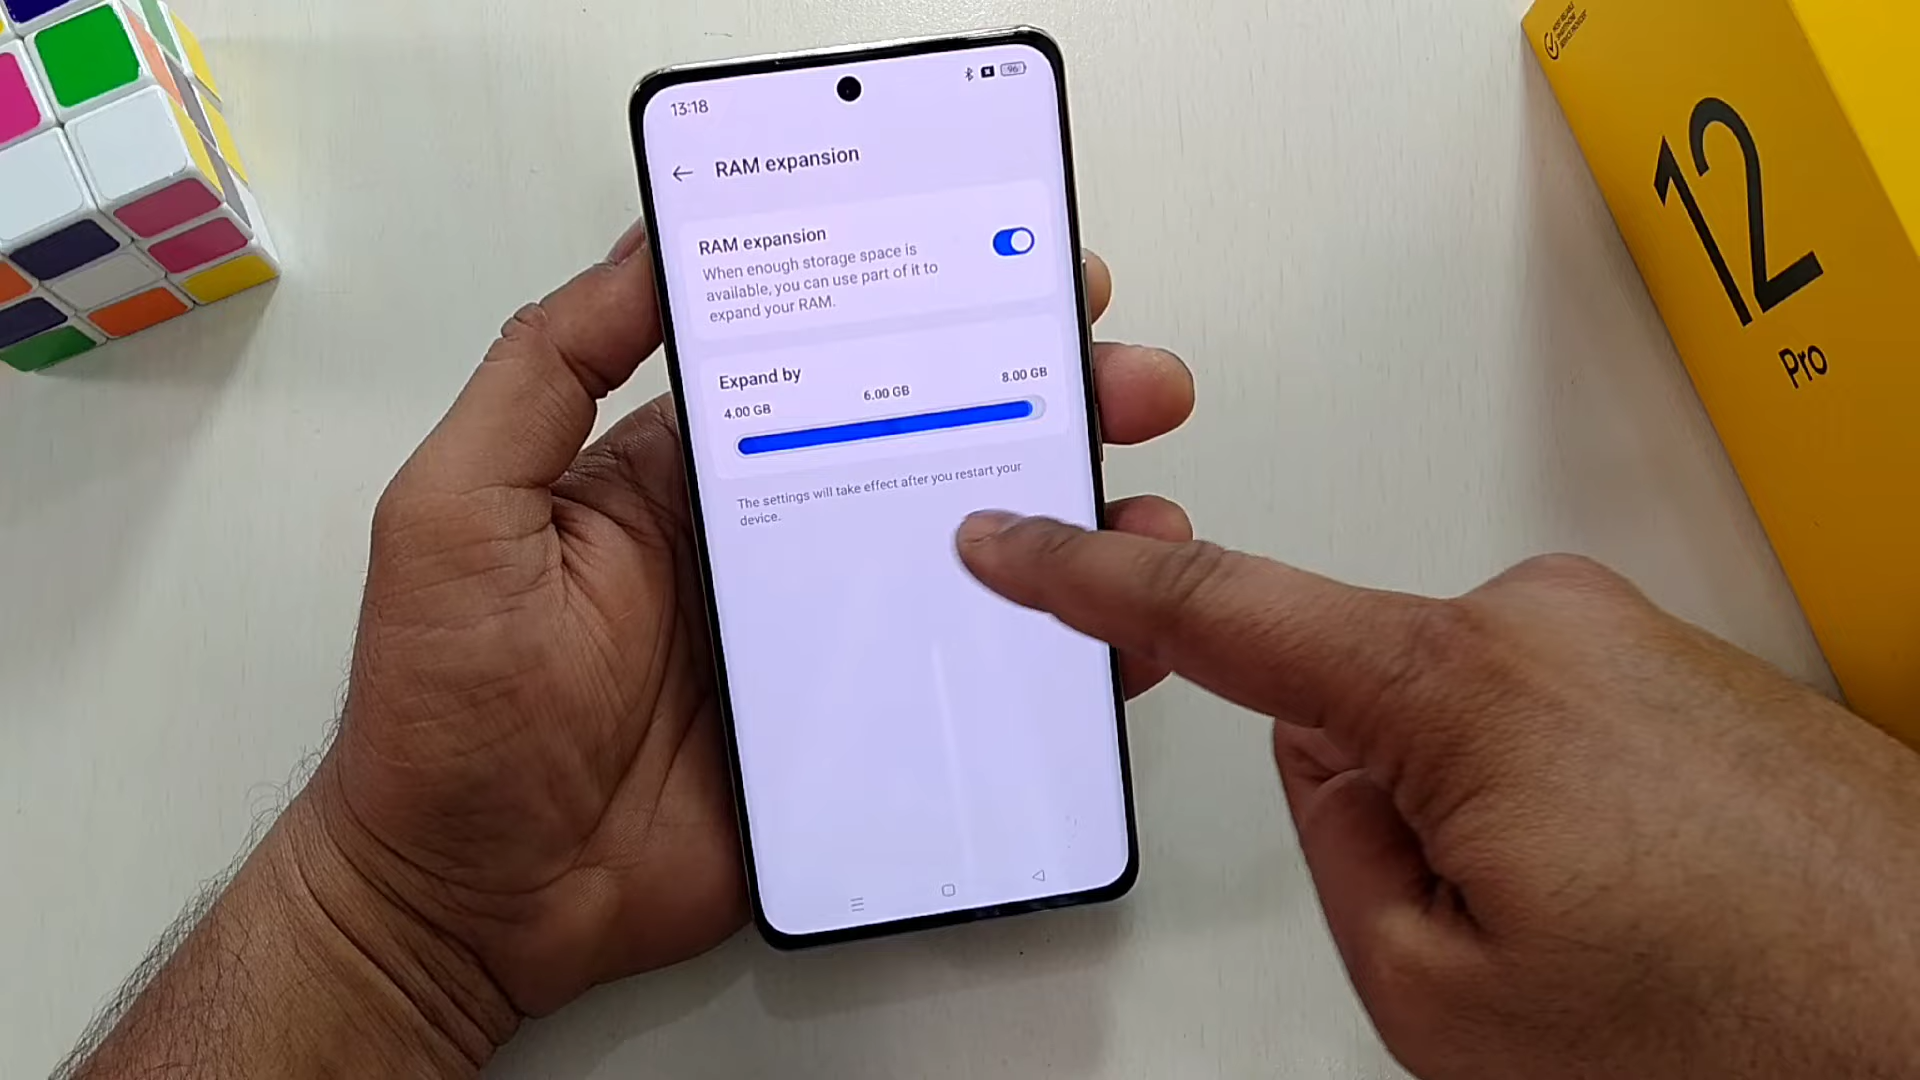 13:18
96
RAM expansion
RAM expansion
When enough storage space is
available, you can use part of it to
expand your RAM.
Expand by
4.00 GB 6.00 GB 8.00 GB
The settings will take effect after you restart your
device.
12
Pro